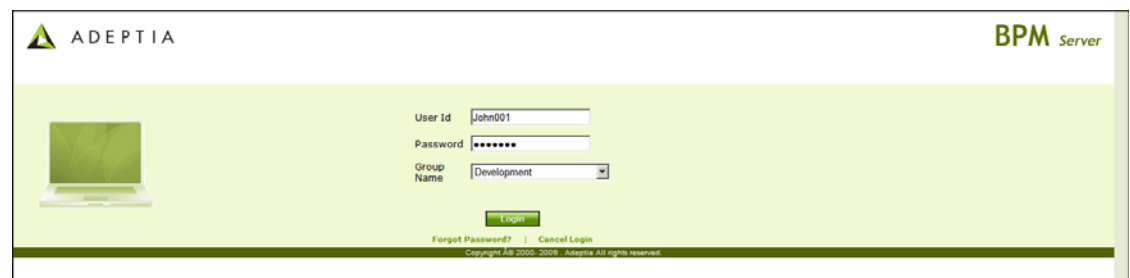 ADEPTIA
BPM Server
User Id John001
Password •••••••
Group Name Development
Login
Forgot Password? | Cancel Login
Copyright Â® 2000- 2009 . Adeptia All rights reserved.